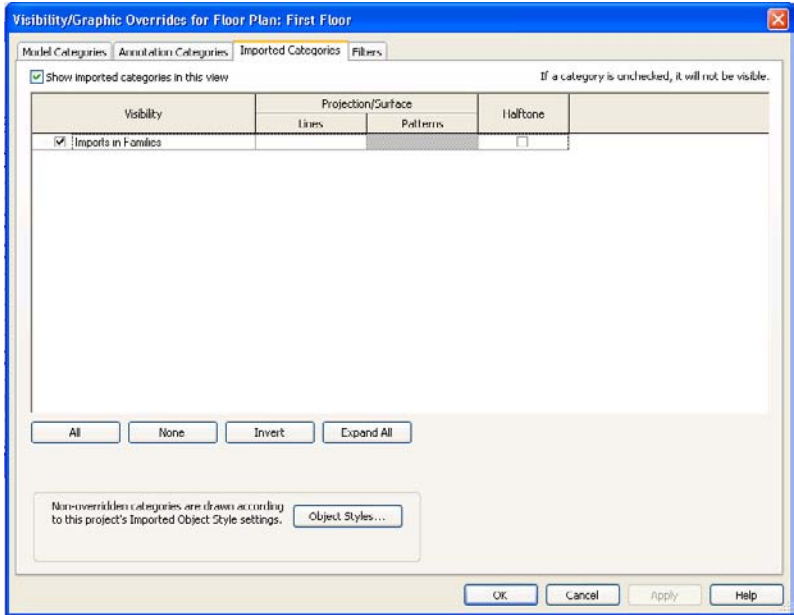 Visibility/Graphic Overrides for Floor Plan: First Floor
Model Categories Annotation Categories Imported Categories Filters
Show imported categories in this view If a category is unchecked, it will not be visible.
Visibility Projection/Surface Halftone
Lines Patterns
Imports in Families
All None Invert Expand All
Non-overridden categories are drawn according
to this project's Imported Object Style settings. Object Styles...
OK Cancel Apply Help